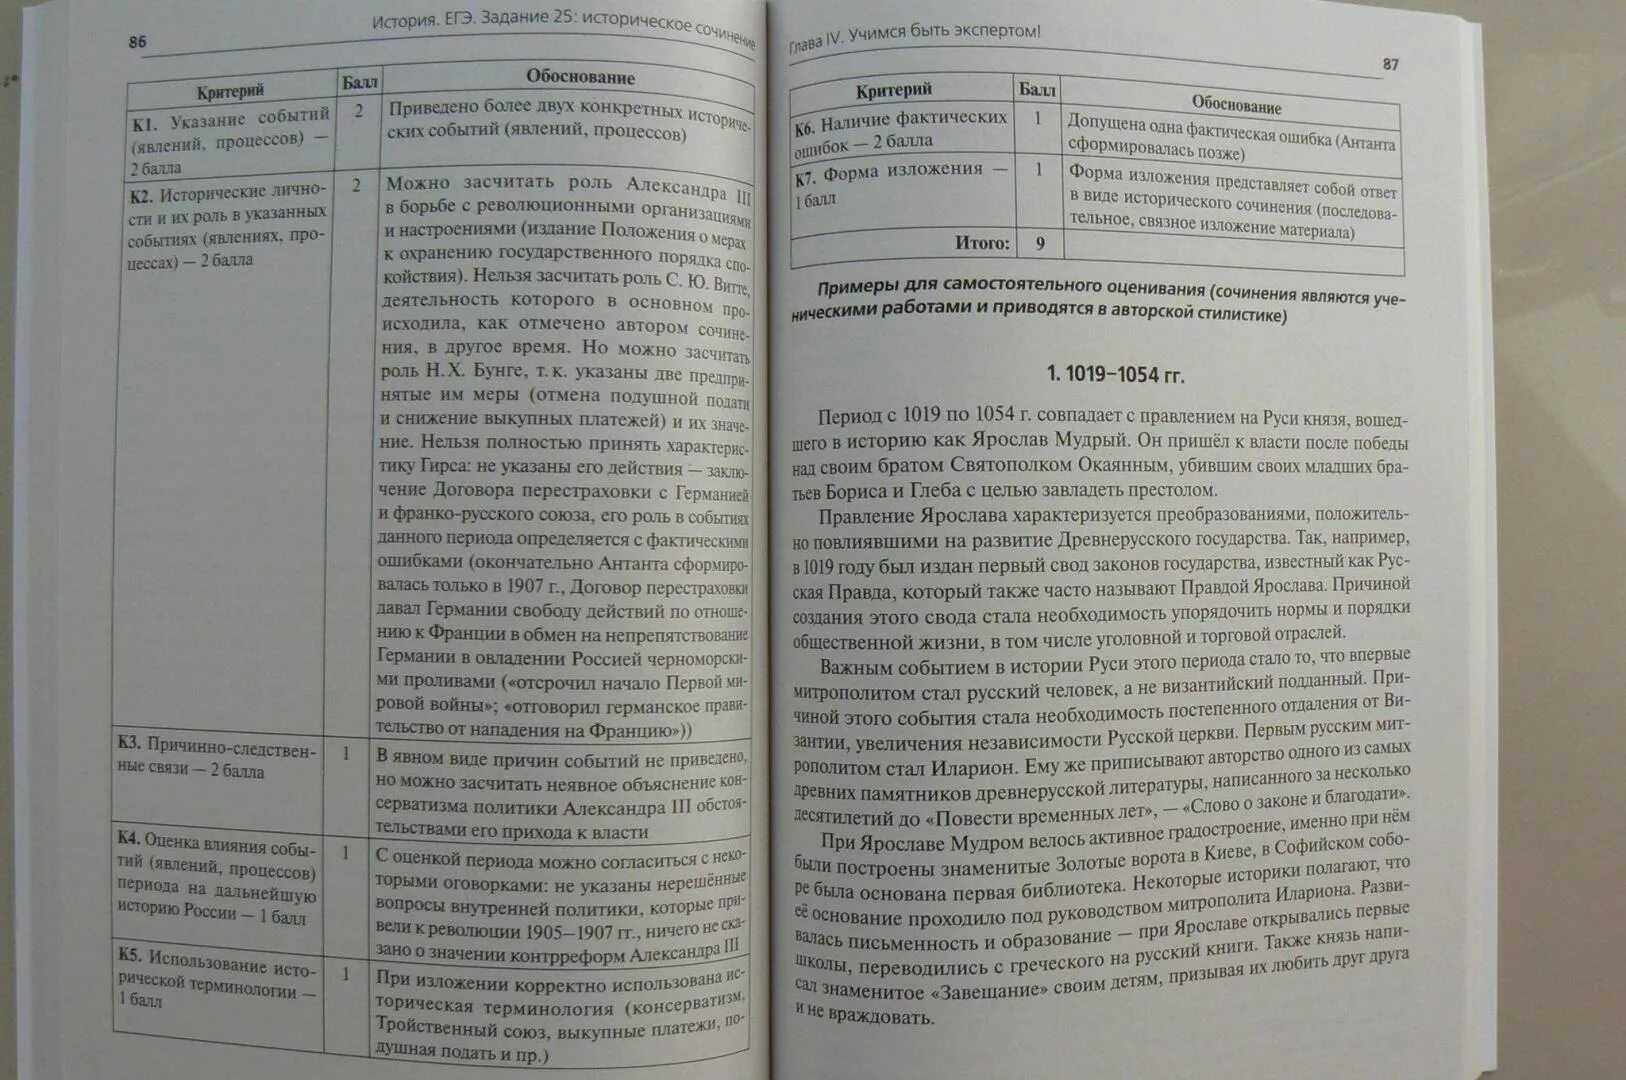 86
История. ЕГЭ. Задание 25: историческое сочинение
Критерий
Балл
Обоснование
К1. Указание событий
(явлений, процессов) —
2 балла
2
Приведено более двух конкретных историче-
ских событий (явлений, процессов)
К2. Исторические лично-
сти и их роль в указанных
событиях (явлениях, про-
цессах) — 2 балла
2
Можно засчитать роль Александра III
в борьбе с революционными организациями
и настроениями (издание Положения о мерах
к охранению государственного порядка спо-
койствия). Нельзя засчитать роль С. Ю. Витте,
деятельность которого в основном про-
исходила, как отмечено автором сочине-
ния, в другое время. Но можно засчитать
роль Н.Х. Бунге, т.к. указаны две предпри-
нятые им меры (отмена подушной подати
и снижение выкупных платежей) и их значе-
ние. Нельзя полностью принять характерис-
тику Гирса: не указаны его действия — заклю-
чение Договора перестраховки с Германией
и франко-русского союза, его роль в событиях
данного периода определяется с фактическими
ошибками (окончательно Антанта сформиро-
валась только в 1907 г., Договор перестраховки
давал Германии свободу действий по отноше-
нию к Франции в обмен на непрепятствование
Германии в овладении Россией черноморски-
ми проливами («отсрочил начало Первой ми-
ровой войны»; «отговорил германское прави-
тельство от нападения на Францию»))
К3. Причинно-следствен-
ные связи — 2 балла
1
В явном виде причин событий не приведено,
но можно засчитать неявное объяснение кон-
серватизма политики Александра III обстоя-
тельствами его прихода к власти
К4. Оценка влияния собы-
тий (явлений, процессов)
периода на дальнейшую
историю России — 1 балл
1
С оценкой периода можно согласиться с неко-
торыми оговорками: не указаны нерешённые
вопросы внутренней политики, которые при-
вели к революции 1905–1907 гг., ничего не ска-
зано о значении контрреформ Александра III
К5. Использование исто-
рической терминологии —
1 балл
1
При изложении корректно использована ис-
торическая терминология (консерватизм,
Тройственный союз, выкупные платежи, по-
душная подать и пр.)
Глава IV. Учимся быть экспертом!
87
Критерий
Балл
Обоснование
К6. Наличие фактических
ошибок — 2 балла
1
Допущена одна фактическая ошибка (Антанта
сформировалась позже)
К7. Форма изложения —
1 балл
1
Форма изложения представляет собой ответ
в виде исторического сочинения (последова-
тельное, связное изложение материала)
Итого:
9
Примеры для самостоятельного оценивания (сочинения являются уче-
ническими работами и приводятся в авторской стилистике)
1. 1019–1054 гг.
Период с 1019 по 1054 г. совпадает с правлением на Руси князя, вошед-
шего в историю как Ярослав Мудрый. Он пришёл к власти после победы
над своим братом Святополком Окаянным, убившим своих младших бра-
тьев Бориса и Глеба с целью завладеть престолом.
Правление Ярослава характеризуется преобразованиями, положитель-
но повлиявшими на развитие Древнерусского государства. Так, например,
в 1019 году был издан первый свод законов государства, известный как Рус-
ская Правда, который также часто называют Правдой Ярослава. Причиной
создания этого свода стала необходимость упорядочить нормы и порядки
общественной жизни, в том числе уголовной и торговой отраслей.
Важным событием в истории Руси этого периода стало то, что впервые
митрополитом стал русский человек, а не византийский подданный. При-
чиной этого события стала необходимость постепенного отдаления от Ви-
зантии, увеличения независимости Русской церкви. Первым русским мит-
рополитом стал Иларион. Ему же приписывают авторство одного из самых
древних памятников древнерусской литературы, написанного за несколько
десятилетий до «Повести временных лет», — «Слово о законе и благодати».
При Ярославе Мудром велось активное градостроение, именно при нём
были построены знаменитые Золотые ворота в Киеве, в Софийском собо-
ре была основана первая библиотека. Некоторые историки полагают, что
её основание проходило под руководством митрополита Илариона. Разви-
валась письменность и образование — при Ярославе открывались первые
школы, переводились с греческого на русский книги. Также князь напи-
сал знаменитое «Завещание» своим детям, призывая их любить друг друга
и не враждовать.